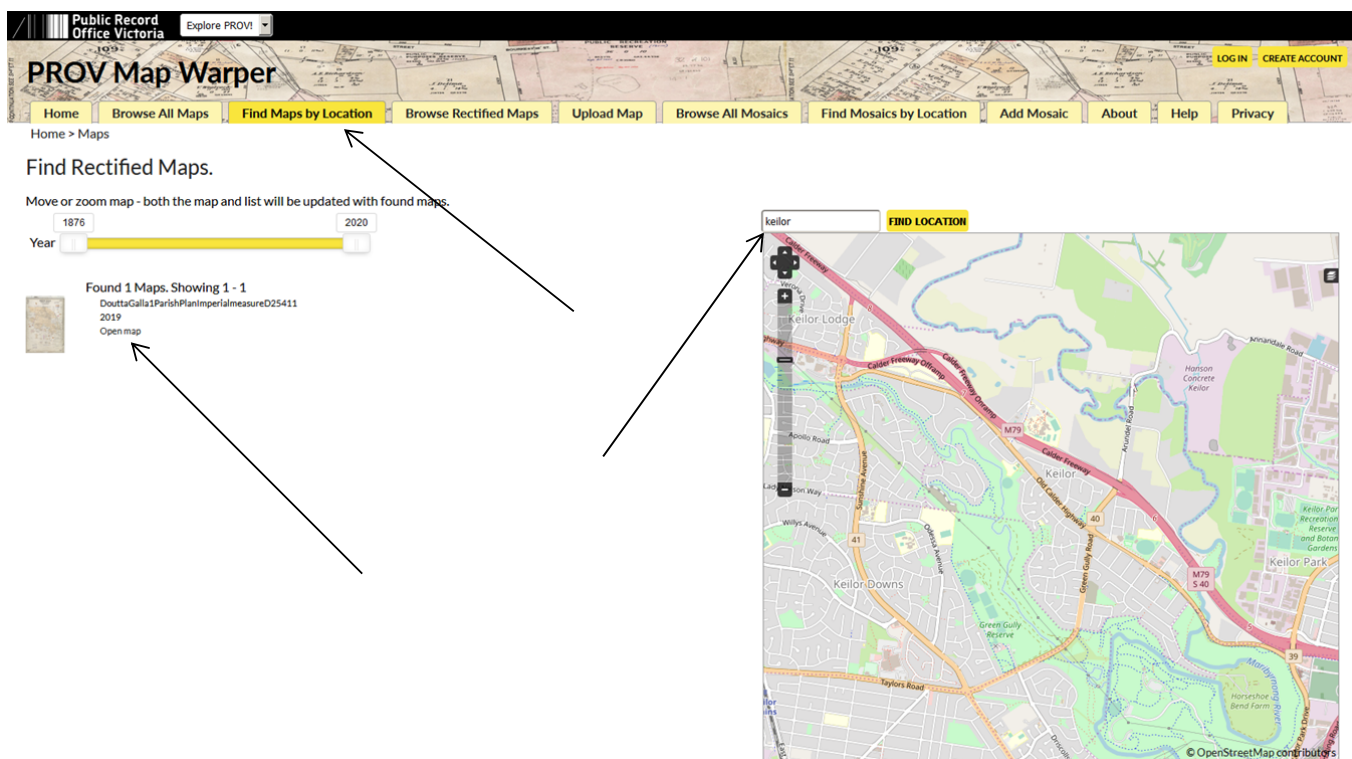 Public Record
Office Victoria
Explore PROV!
PROV Map Warper
LOG IN
CREATE ACCOUNT
Home
Browse All Maps
Find Maps by Location
Browse Rectified Maps
Upload Map
Browse All Mosaics
Find Mosaics by Location
Add Mosaic
About
Help
Privacy
Home > Maps
Find Rectified Maps.
Move or zoom map - both the map and list will be updated with found maps.
1876
2020
Year
Found 1 Maps. Showing 1 - 1
DouttaGalla1ParishPlanImperialmeasureD25411
2019
Open map
keilor
FIND LOCATION
Calder Freeway
Verona Drive
Keilor Lodge
Calder Freeway Offramp
Calder Freeway Onramp
Annandale Road
Hanson
Concrete
Keilor
Arundel Road
M79
Apollo Road
Calder Freeway
Keilor
Sunshine Avenue
Old Calder Highway
40
Willys Avenue
41
Odessa Avenue
Green Gully Road
Recreation
Reserve
and Botan
Gardens
Keilor Park
M79
S 40
Keilor Downs
Green Gully
Reserve
39
Taylors Road
Maribyrnong River
Horseshoe
Bend Farm
© OpenStreetMap contributors